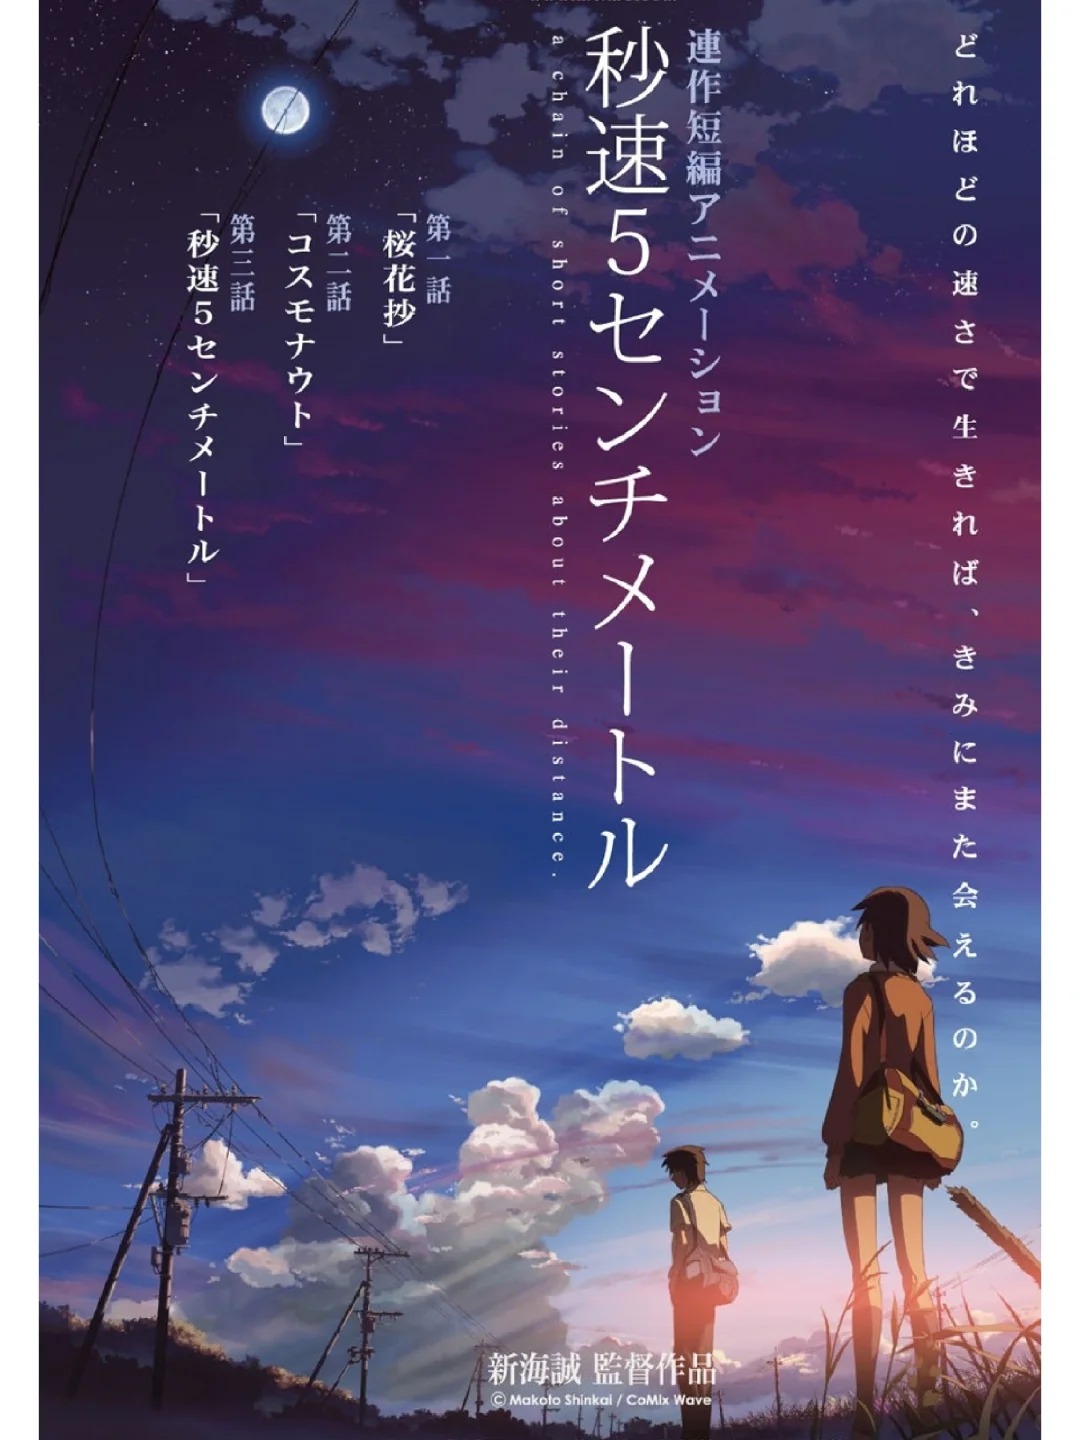 どれほどの速さで生きれば、きみにまた会えるのか。
連作短編アニメーション
秒速5センチメートル
a chain of short stories about their distance.
第一話
「桜花抄」
第二話
「コスモナウト」
第三話
「秒速5センチメートル」
新海誠 監督作品
© Makoto Shinkai / CoMix Wave